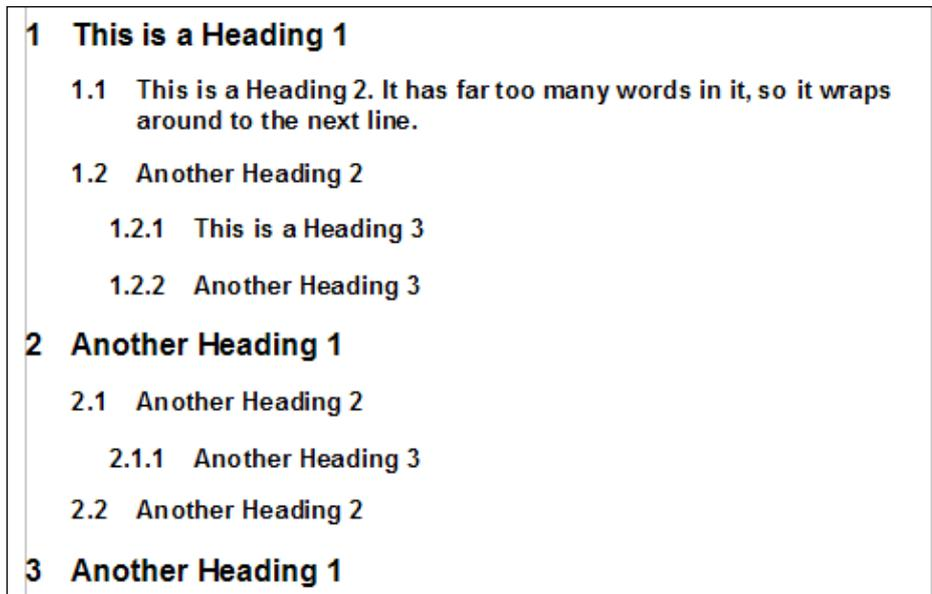 1 This is a Heading 1
1.1 This is a Heading 2. It has far too many words in it, so it wraps
around to the next line.
1.2 Another Heading 2
1.2.1 This is a Heading 3
1.2.2 Another Heading 3
2 Another Heading 1
2.1 Another Heading 2
2.1.1 Another Heading 3
2.2 Another Heading 2
3 Another Heading 1